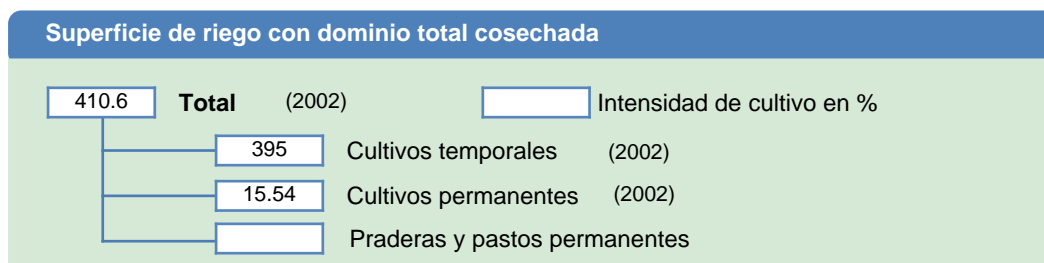 Superficie de riego con dominio total cosechada
410.6 Total (2002) Intensidad de cultivo en %
395 Cultivos temporales (2002)
15.54 Cultivos permanentes (2002)
Praderas y pastos permanentes